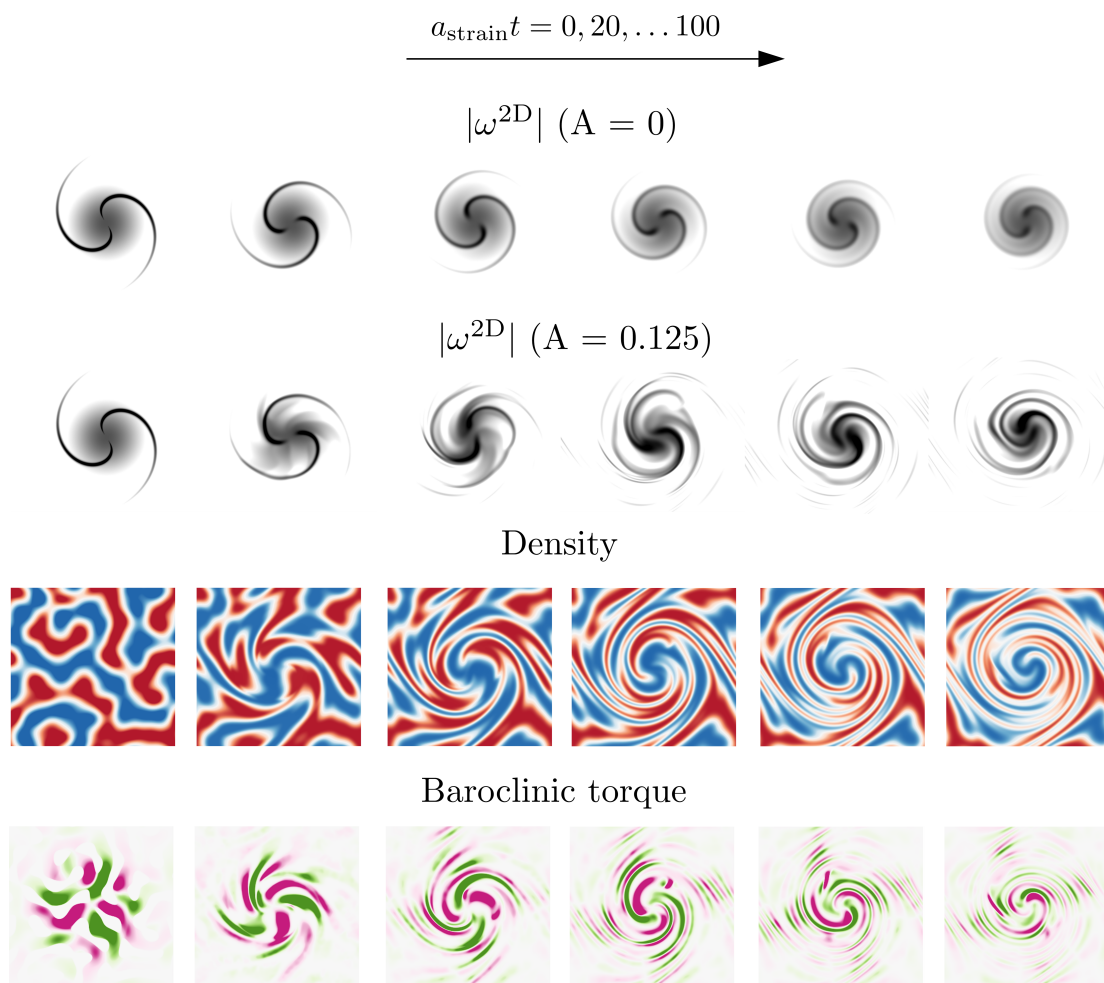 a_strain t = 0, 20, … 100
|ω^2D| (A = 0)
|ω^2D| (A = 0.125)
Density
Baroclinic torque